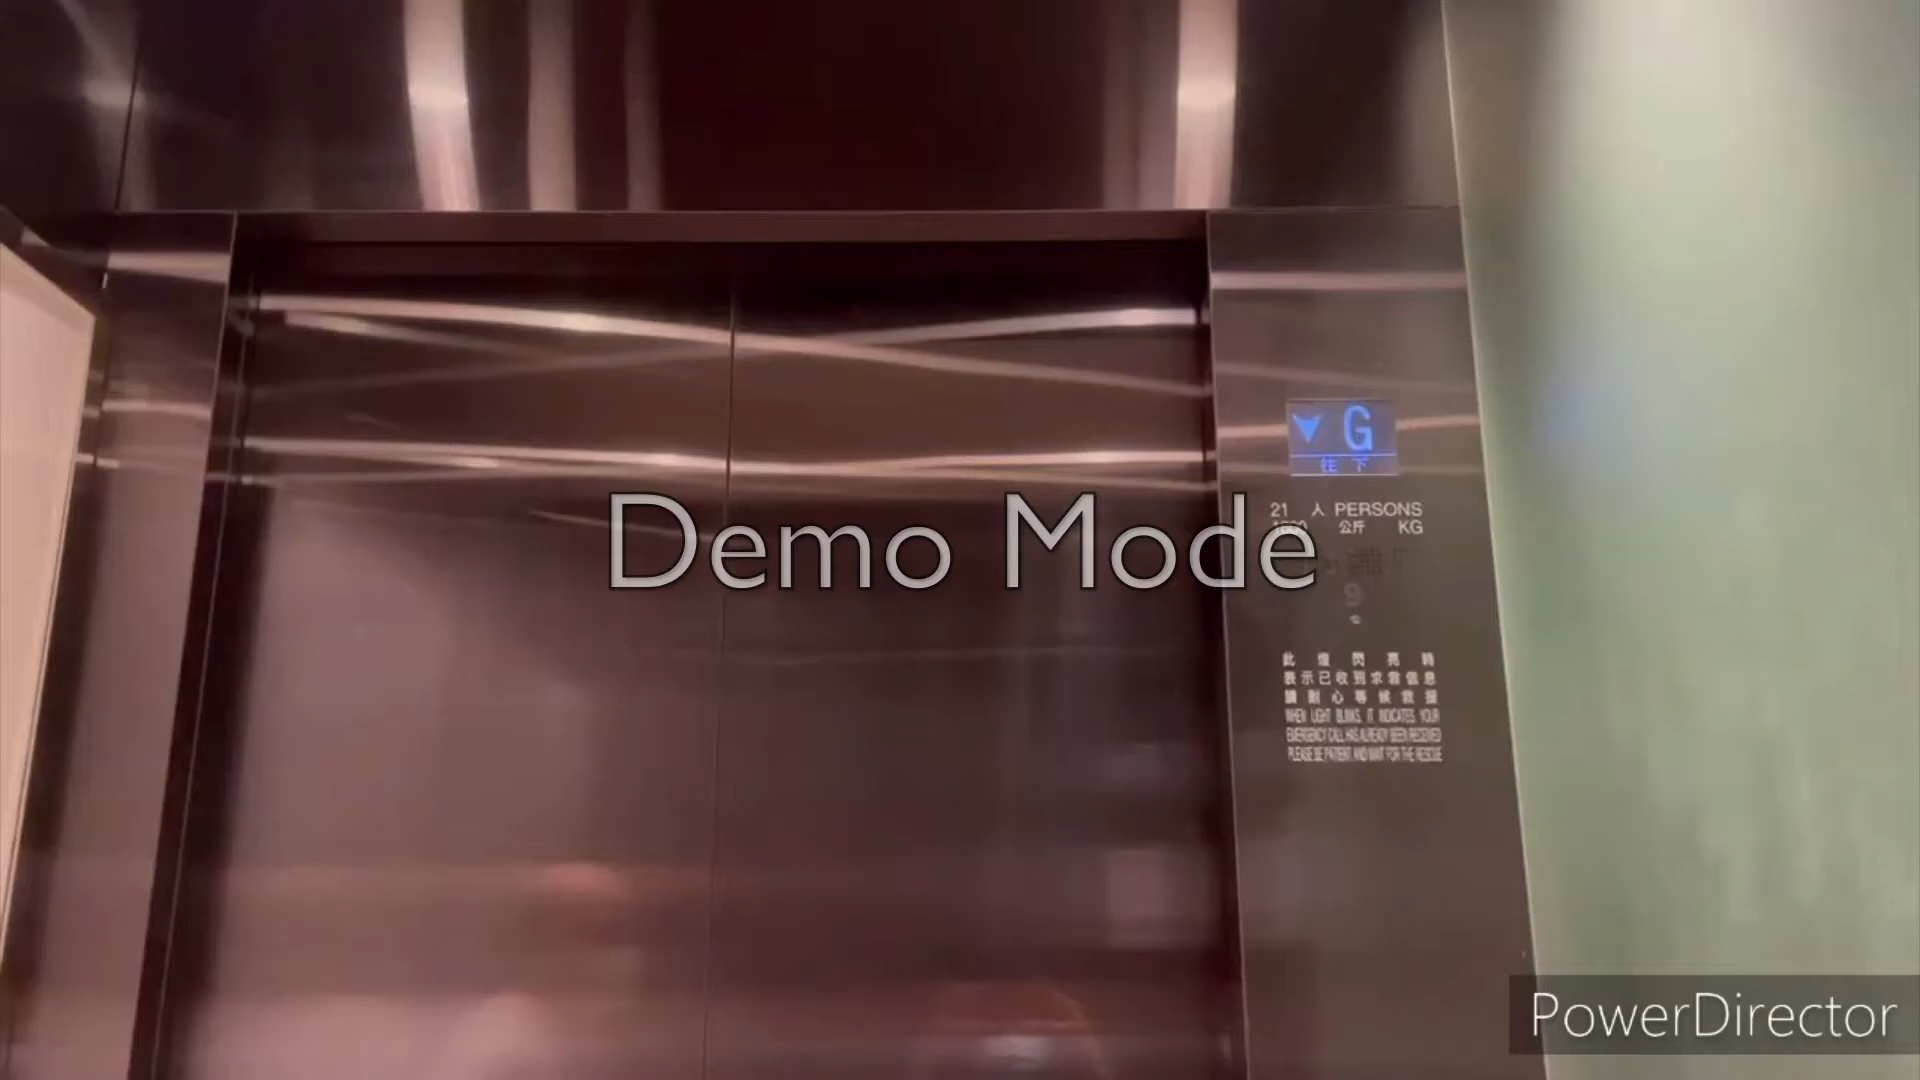 G
往 下
21 人 PERSONS
公斤 KG
Demo Mode
9
此 燈 閃 亮 時
表示已收到求救信息
請 耐 心 等 候 救 援
WHEN LIGHT BLINKS, IT INDICATES YOUR
EMERGENCY CALL HAS ALREADY BEEN RECEIVED
PLEASE BE PATIENT AND WAIT FOR THE RESCUE
PowerDirector